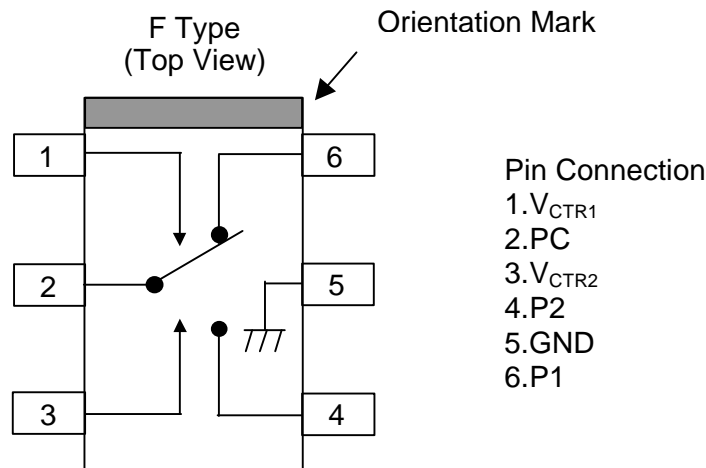 F Type
(Top View)
Orientation Mark
1
6
2
5
3
4
Pin Connection
1.VCTR1
2.PC
3.VCTR2
4.P2
5.GND
6.P1